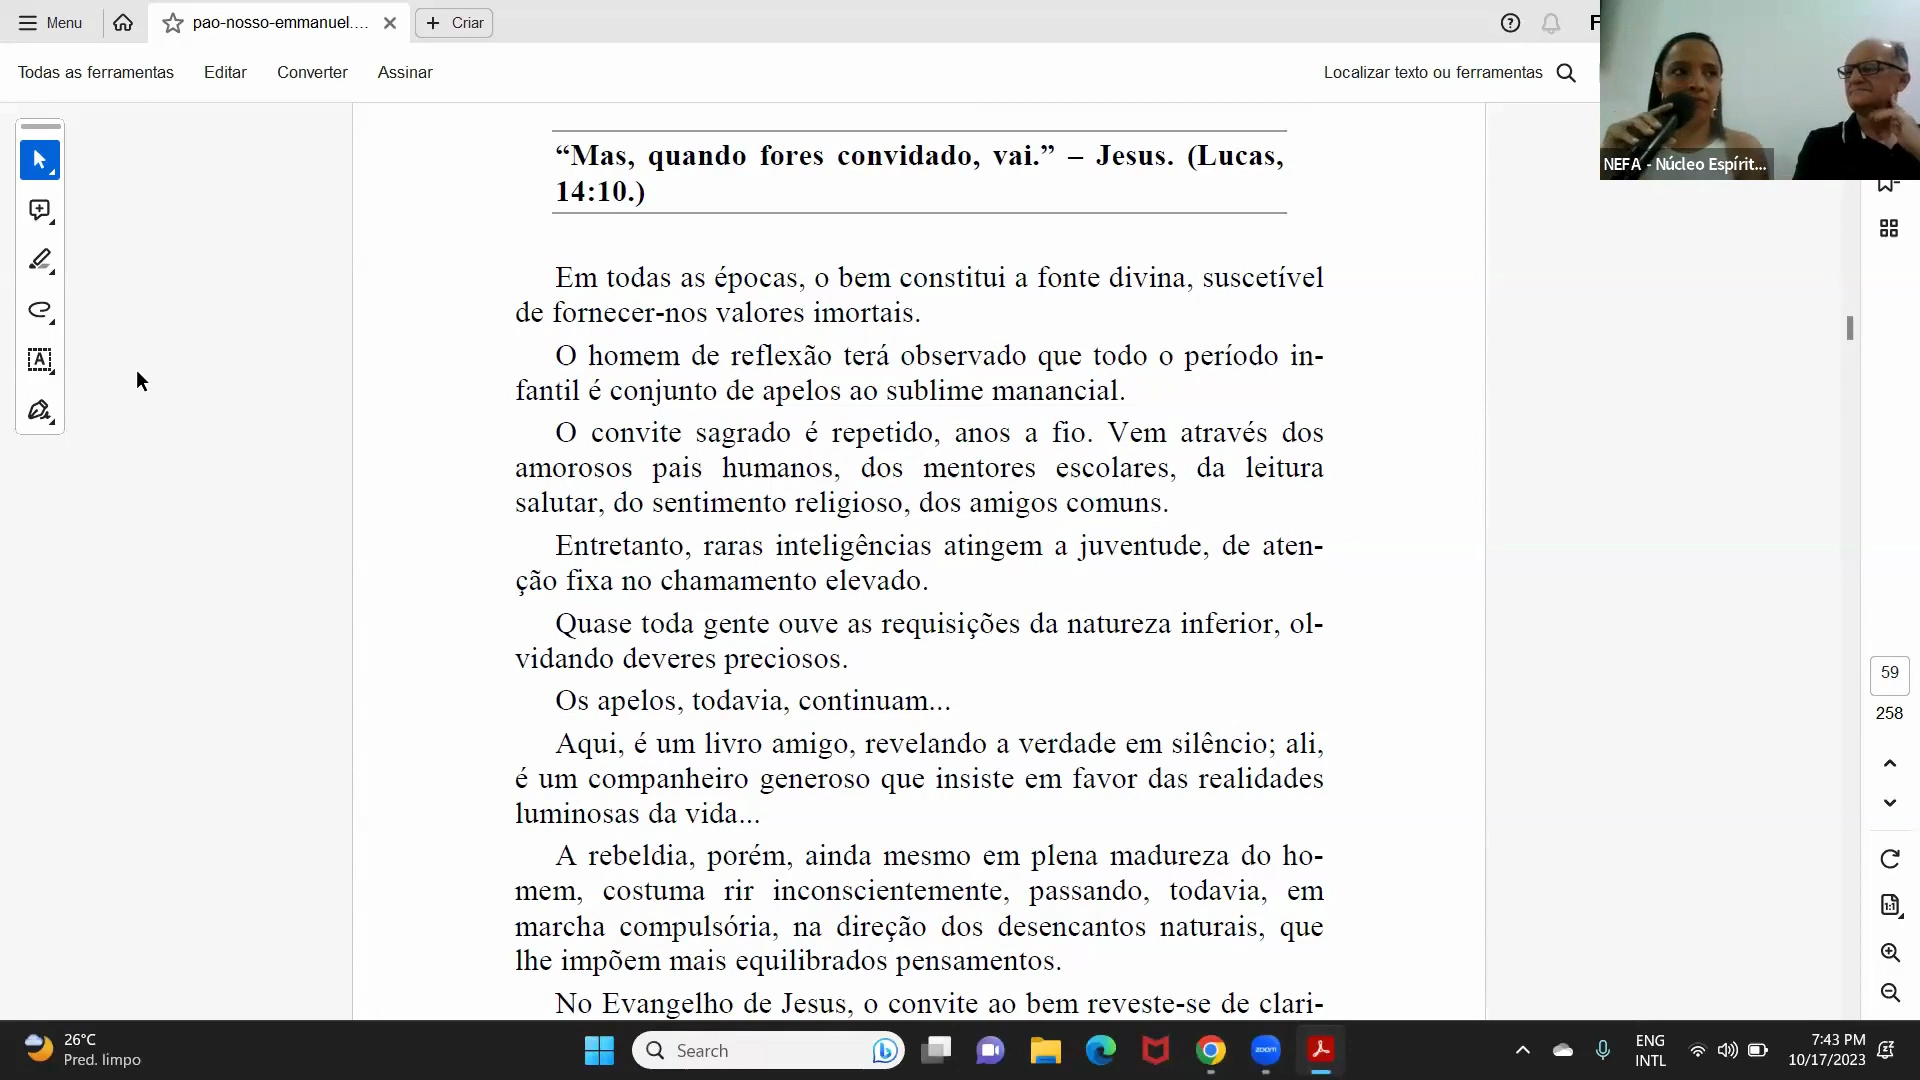 Menu
pao-nosso-emmanuel....
Criar
Todas as ferramentas Editar Converter Assinar
Localizar texto ou ferramentas
NEFA - Núcleo Espírit...
“Mas, quando fores convidado, vai.” – Jesus. (Lucas,
14:10.)
Em todas as épocas, o bem constitui a fonte divina, suscetível
de fornecer-nos valores imortais.
O homem de reflexão terá observado que todo o período in-
fantil é conjunto de apelos ao sublime manancial.
O convite sagrado é repetido, anos a fio. Vem através dos
amorosos pais humanos, dos mentores escolares, da leitura
salutar, do sentimento religioso, dos amigos comuns.
Entretanto, raras inteligências atingem a juventude, de aten-
ção fixa no chamamento elevado.
Quase toda gente ouve as requisições da natureza inferior, ol-
vidando deveres preciosos.
Os apelos, todavia, continuam...
Aqui, é um livro amigo, revelando a verdade em silêncio; ali,
é um companheiro generoso que insiste em favor das realidades
luminosas da vida...
A rebeldia, porém, ainda mesmo em plena madureza do ho-
mem, costuma rir inconscientemente, passando, todavia, em
marcha compulsória, na direção dos desencantos naturais, que
lhe impõem mais equilibrados pensamentos.
No Evangelho de Jesus, o convite ao bem reveste-se de clari-
59
258
26°C
Pred. limpo
Search
zoom
ENG
INTL
7:43 PM
10/17/2023